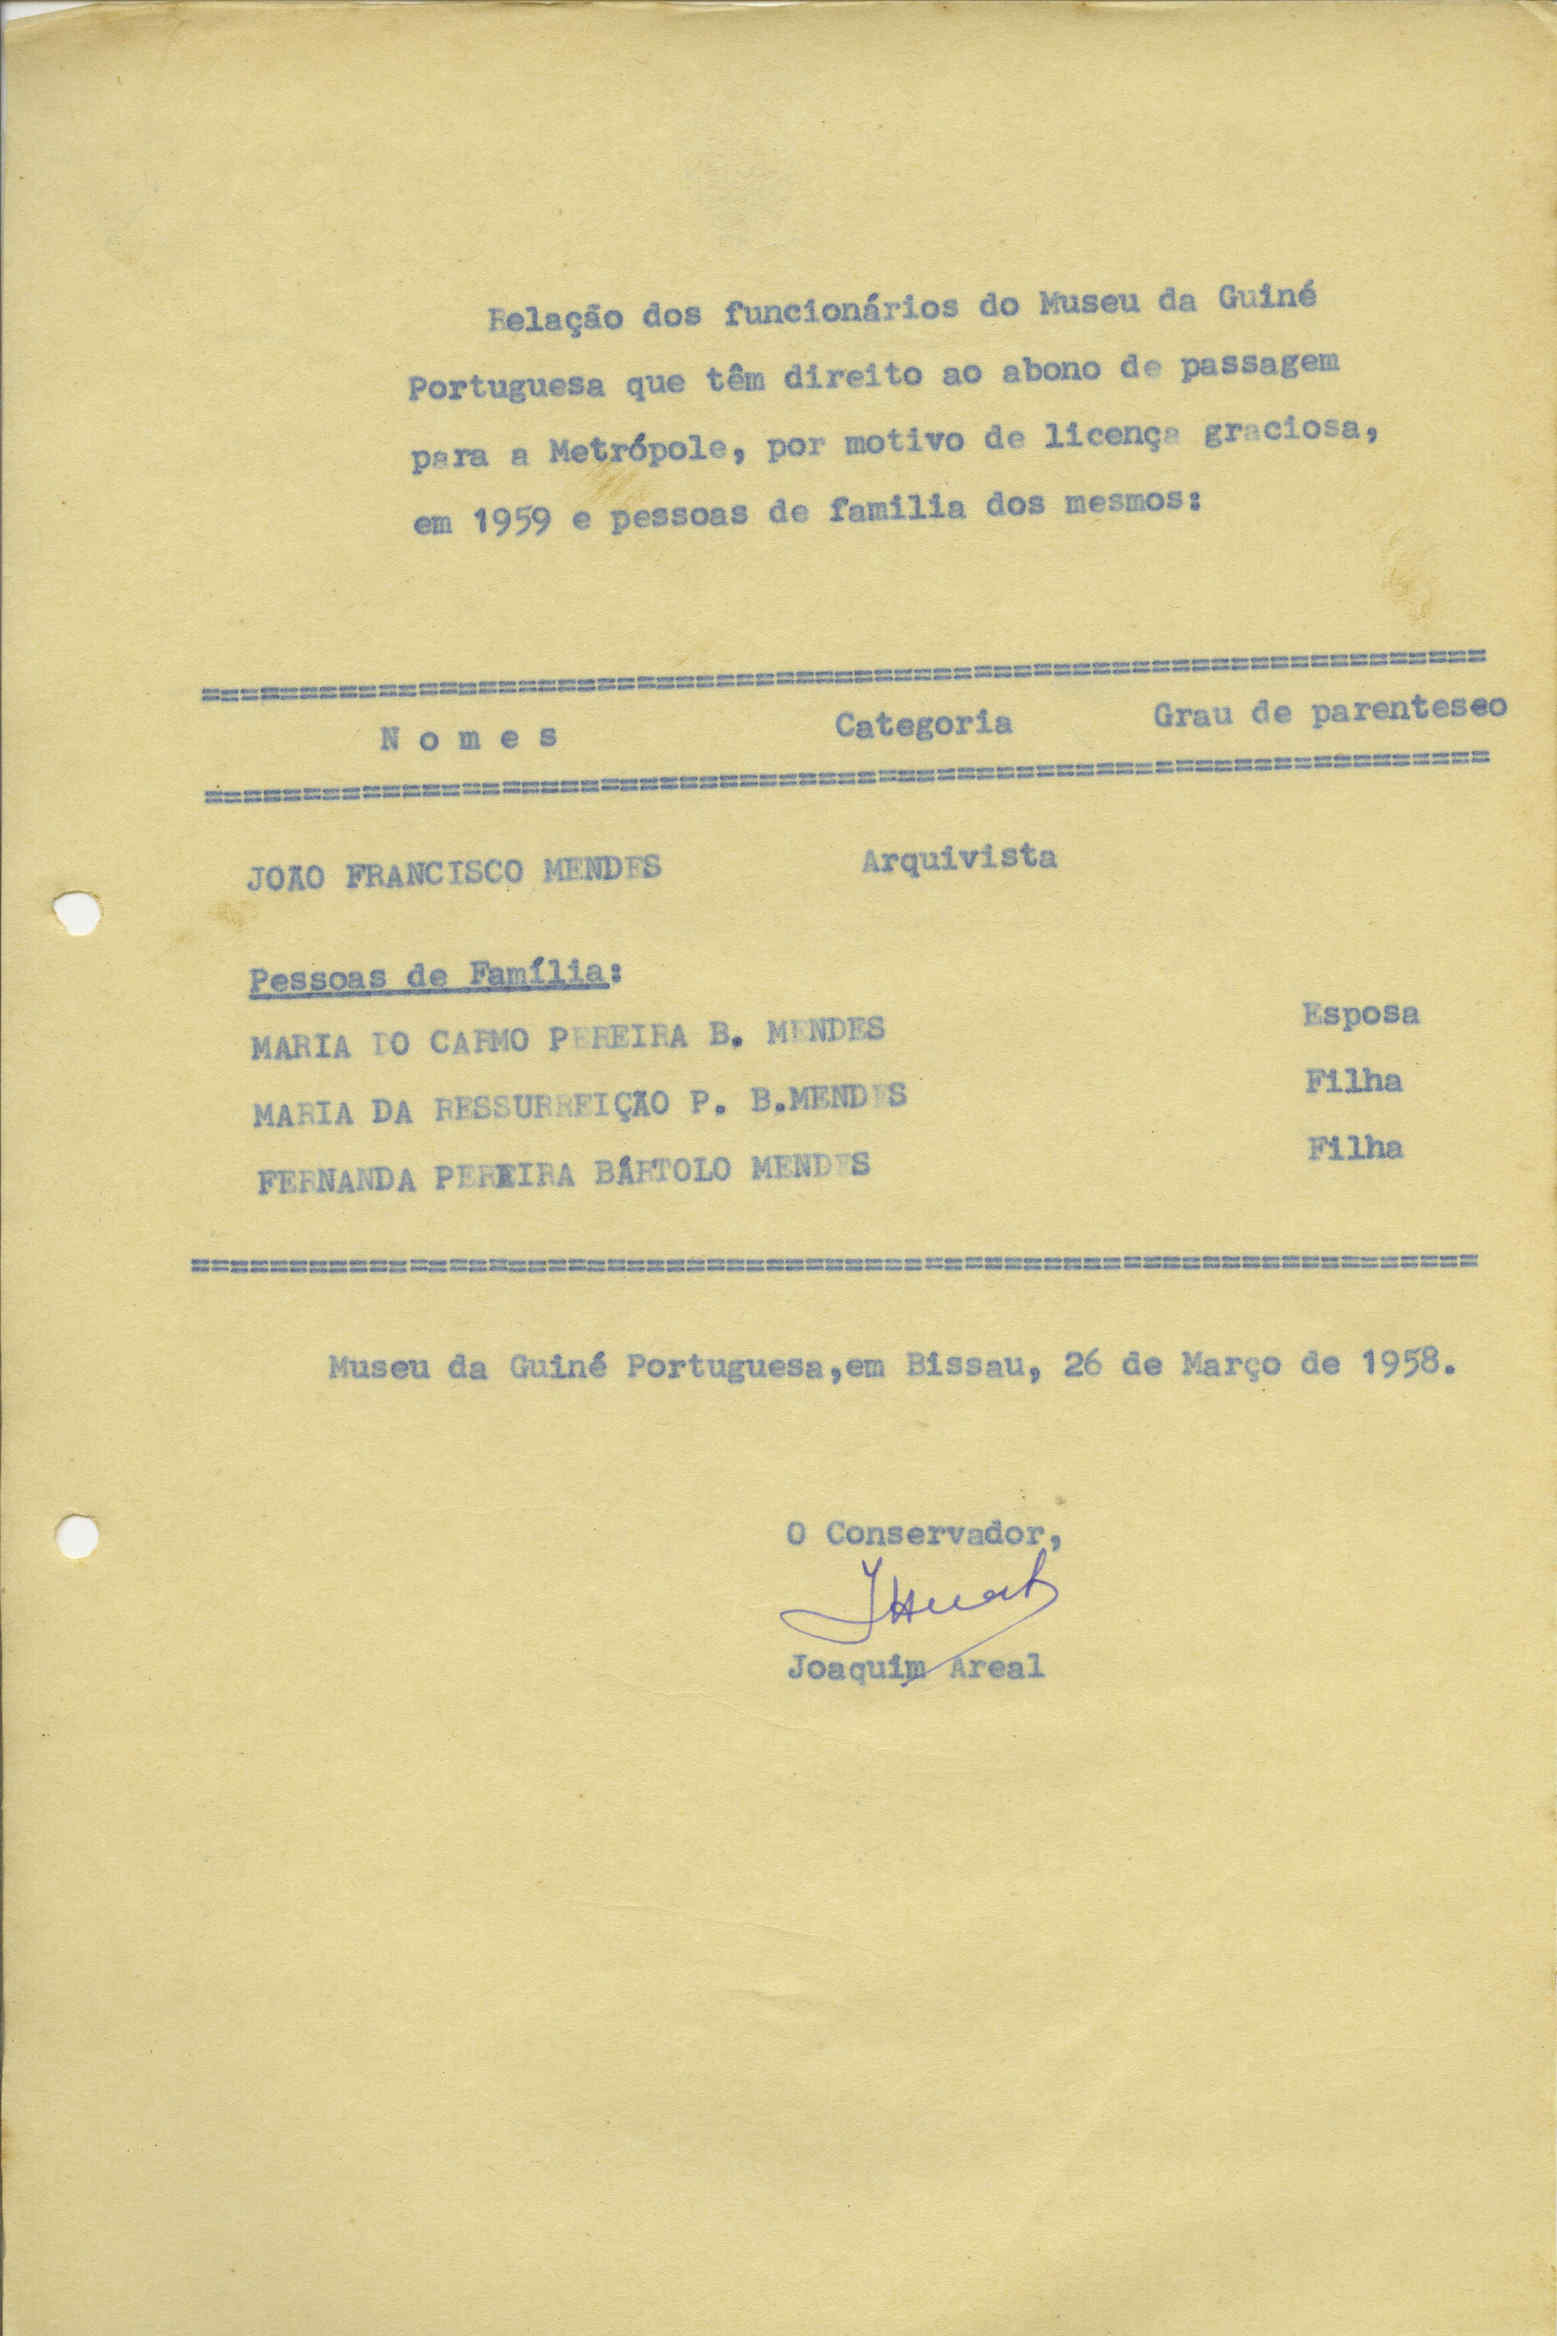 Relação dos funcionários do Museu da Guiné
Portuguesa que têm direito ao abono de passagem
para a Metrópole, por motivo de licença graciosa,
em 1959 e pessoas de familia dos mesmos:
=================================================================
N o m e s Categoria Grau de parentesco
=================================================================
JOÃO FRANCISCO MENDES Arquivista
Pessoas de Família:
MARIA DO CARMO PEREIRA B. MENDES Esposa
MARIA DA RESSURREIÇÃO P. B.MENDES Filha
FERNANDA PEREIRA BÁRTOLO MENDES Filha
=================================================================
Museu da Guiné Portuguesa,em Bissau, 26 de Março de 1958.
O Conservador,
Joaquim Areal